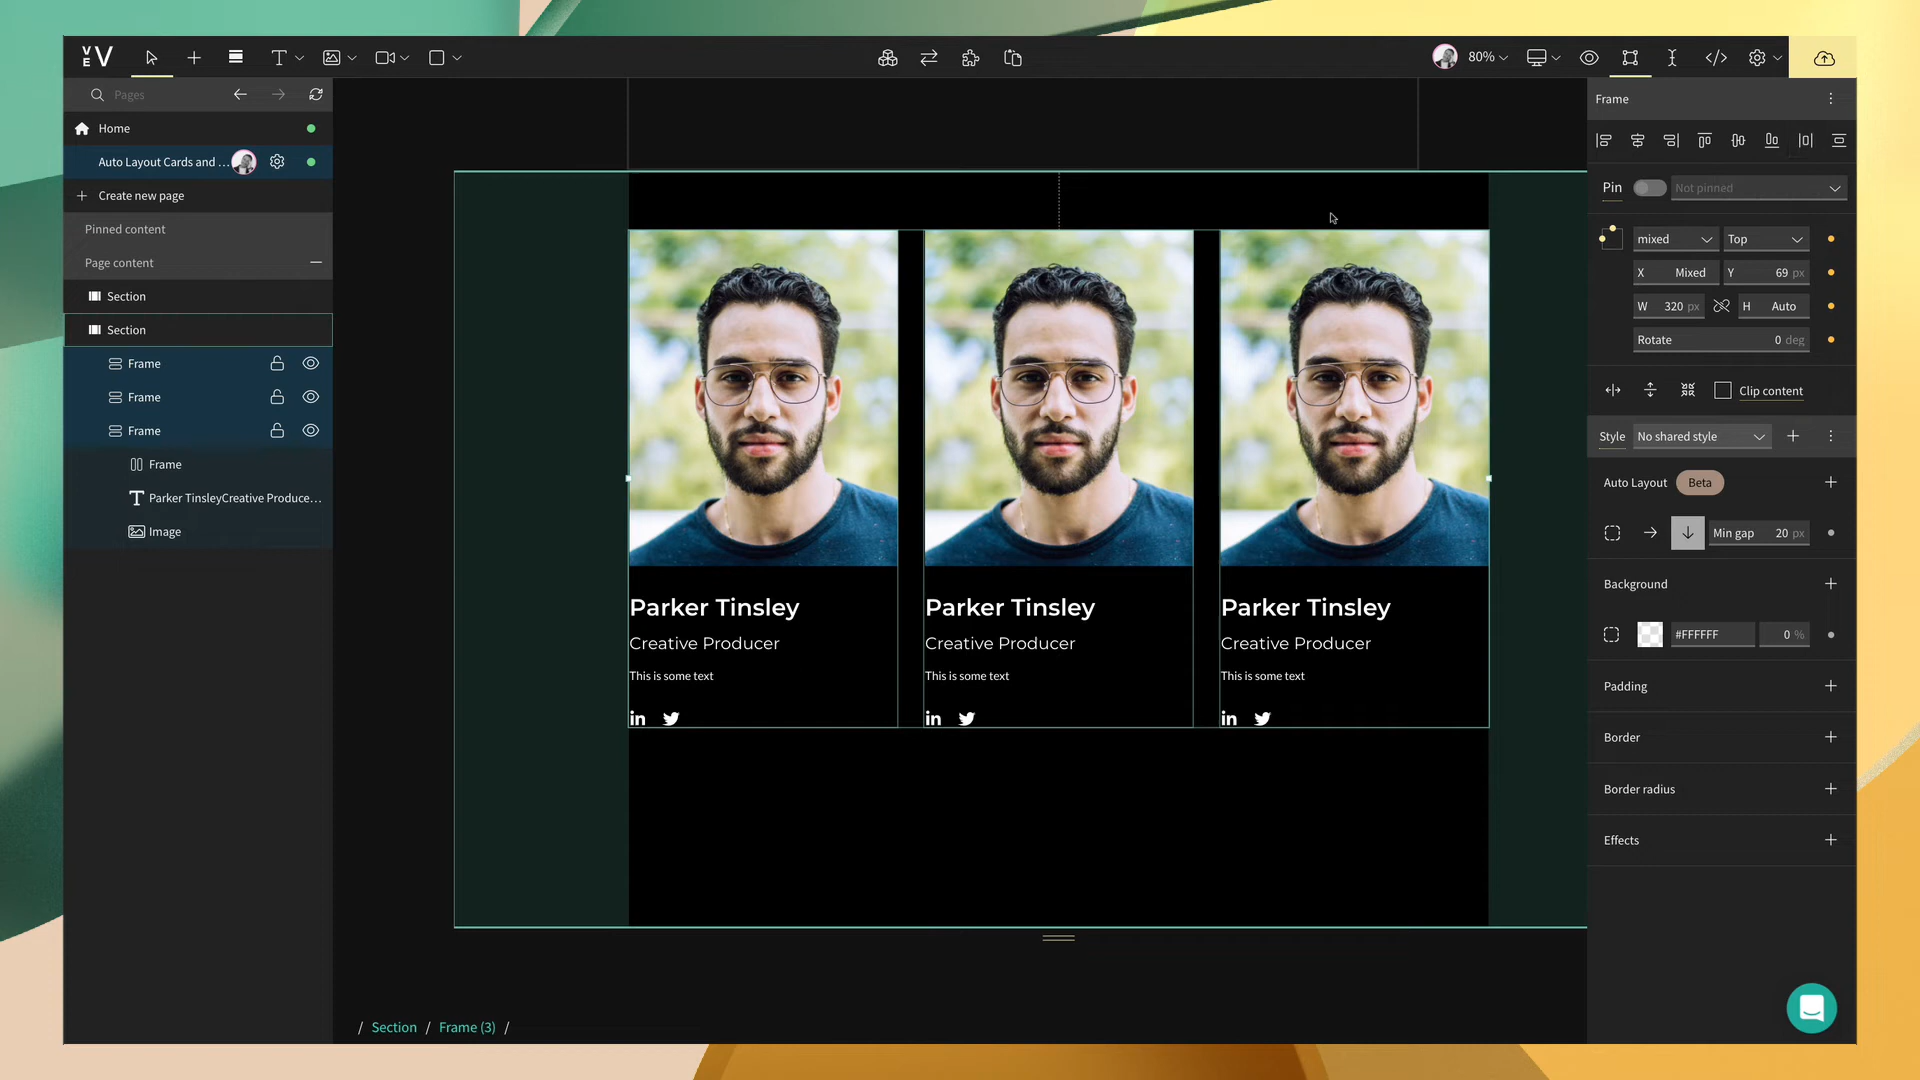 VEV
T
80%
Pages
Home
Auto Layout Cards and ...
Create new page
Pinned content
Page content
Section
Section
Frame
Frame
Frame
Frame
Parker TinsleyCreative Produce...
Image
Parker Tinsley
Creative Producer
This is some text
in
Parker Tinsley
Creative Producer
This is some text
in
Parker Tinsley
Creative Producer
This is some text
in
/ Section / Frame (3) /
Frame
Pin Not pinned
mixed Top
X Mixed Y 69 px
W 320 px H Auto
Rotate 0 deg
Clip content
Style No shared style
Auto Layout Beta
Min gap 20 px
Background
#FFFFFF 0 %
Padding
Border
Border radius
Effects